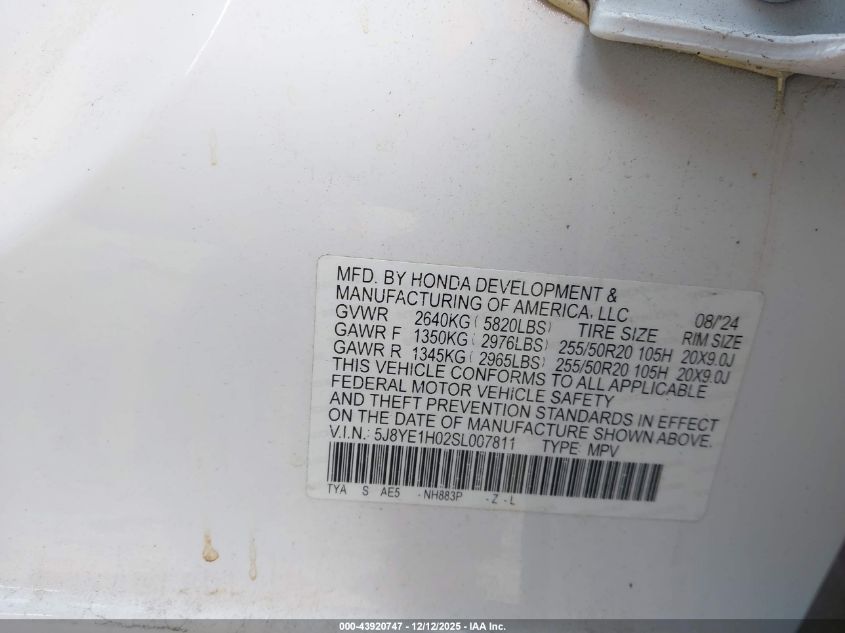 MFD. BY HONDA DEVELOPMENT &
MANUFACTURING OF AMERICA, LLC 08/'24
GVWR 2640KG ( 5820LBS) TIRE SIZE RIM SIZE
GAWR F 1350KG ( 2976LBS) 255/50R20 105H 20X9.0J
GAWR R 1345KG ( 2965LBS) 255/50R20 105H 20X9.0J
THIS VEHICLE CONFORMS TO ALL APPLICABLE
FEDERAL MOTOR VEHICLE SAFETY
AND THEFT PREVENTION STANDARDS IN EFFECT
ON THE DATE OF MANUFACTURE SHOWN ABOVE.
V.I.N.: 5J8YE1H02SL007811 TYPE: MPV
TYA S AE5 - NH883P - Z - L
000-43920747 - 12/12/2025 - IAA Inc.